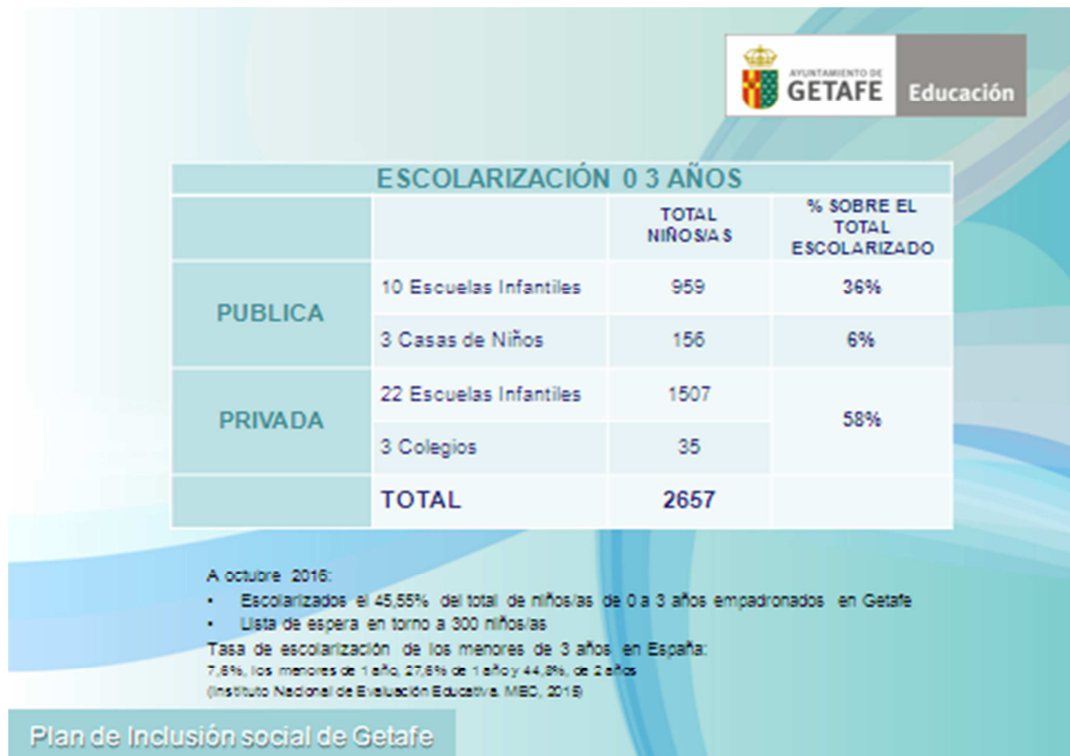 AYUNTAMIENTO DE
GETAFE
Educación
ESCOLARIZACIÓN 0 3 AÑOS
TOTAL NIÑOS/AS
% SOBRE EL TOTAL ESCOLARIZADO
PUBLICA
10 Escuelas Infantiles 959 36%
3 Casas de Niños 156 6%
PRIVADA
22 Escuelas Infantiles 1507
58%
3 Colegios 35
TOTAL 2657
A octubre 2016:
• Escolarizados el 45,55% del total de niños/as de 0 a 3 años empadronados en Getafe
• Lista de espera en torno a 300 niños/as
Tasa de escolarización de los menores de 3 años en España:
7,6%, los menores de 1 año, 27,6% de 1 año y 44,8%, de 2 años
(Instituto Nacional de Evaluación Educativa. MEC, 2015)
Plan de Inclusión social de Getafe